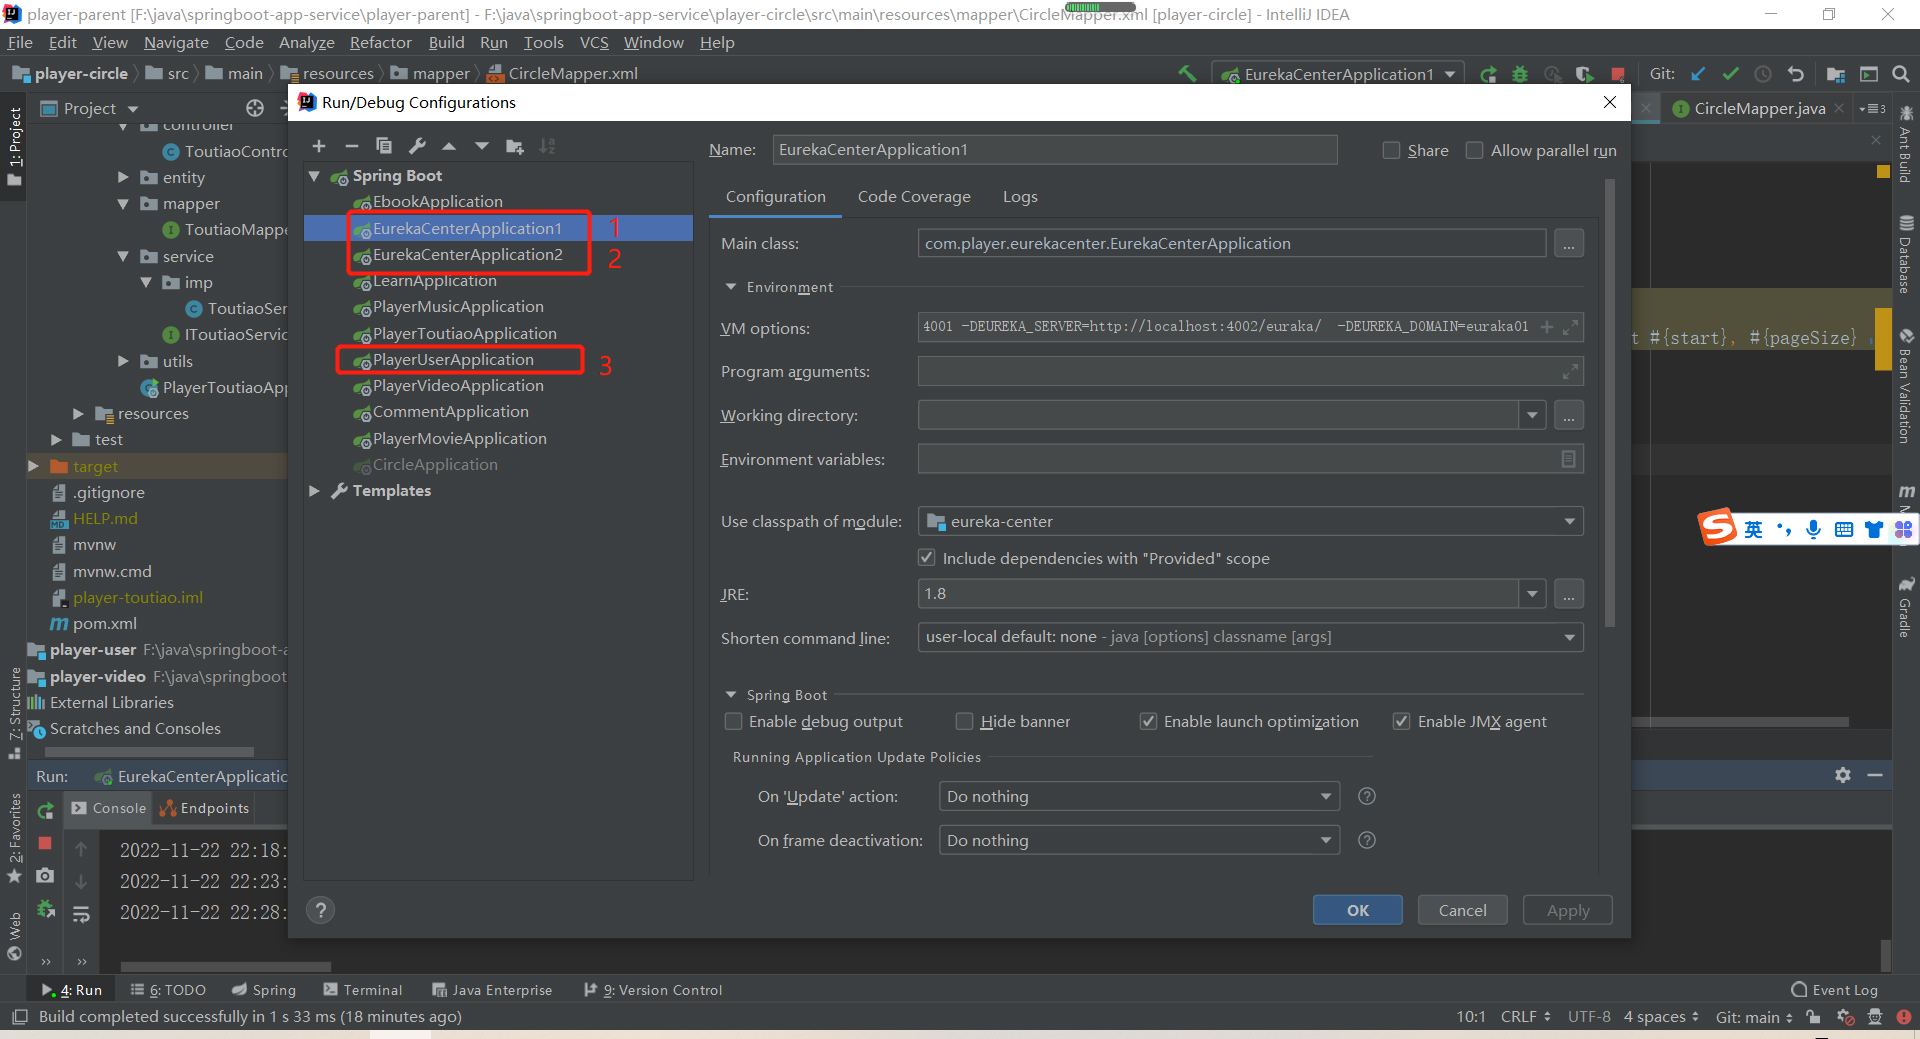 player-parent [F:\java\springboot-app-service\player-parent] - F:\java\springboot-app-service\player-circle\src\main\resources\mapper\CircleMapper.xml [player-circle] - IntelliJ IDEA
File Edit View Navigate Code Analyze Refactor Build Run Tools VCS Window Help
player-circle src main resources mapper CircleMapper.xml EurekaCenterApplication1 Git:
1: Project
Project
controller
ToutiaoContro
entity
mapper
ToutiaoMappe
service
imp
ToutiaoSer
IToutiaoServic
utils
PlayerToutiaoApp
resources
test
target
.gitignore
HELP.md
mvnw
mvnw.cmd
player-toutiao.iml
pom.xml
player-user F:\java\springboot-a
player-video F:\java\springboot
External Libraries
Scratches and Consoles
7: Structure
2: Favorites
Web
Run/Debug Configurations
Spring Boot
EbookApplication
EurekaCenterApplication1 1
EurekaCenterApplication2 2
LearnApplication
PlayerMusicApplication
PlayerToutiaoApplication
PlayerUserApplication 3
PlayerVideoApplication
CommentApplication
PlayerMovieApplication
CircleApplication
Templates
Name: EurekaCenterApplication1 Share Allow parallel run
Configuration Code Coverage Logs
Main class: com.player.eurekacenter.EurekaCenterApplication ...
Environment
VM options: 4001 -DEUREKA_SERVER=http://localhost:4002/euraka/ -DEUREKA_DOMAIN=euraka01
Program arguments:
Working directory: ...
Environment variables:
Use classpath of module: eureka-center
Include dependencies with "Provided" scope
JRE: 1.8 ...
Shorten command line: user-local default: none - java [options] classname [args]
Spring Boot
Enable debug output Hide banner Enable launch optimization Enable JMX agent
Running Application Update Policies
On 'Update' action: Do nothing ?
On frame deactivation: Do nothing ?
? OK Cancel Apply
CircleMapper.java 3
t #{start}, #{pageSize}
Ant Build
Database
Bean Validation
Gradle
英
Run: EurekaCenterApplicatio
Console Endpoints
2022-11-22 22:18:
2022-11-22 22:23:
2022-11-22 22:28:
4: Run 6: TODO Spring Terminal Java Enterprise 9: Version Control Event Log
Build completed successfully in 1 s 33 ms (18 minutes ago) 10:1 CRLF UTF-8 4 spaces Git: main